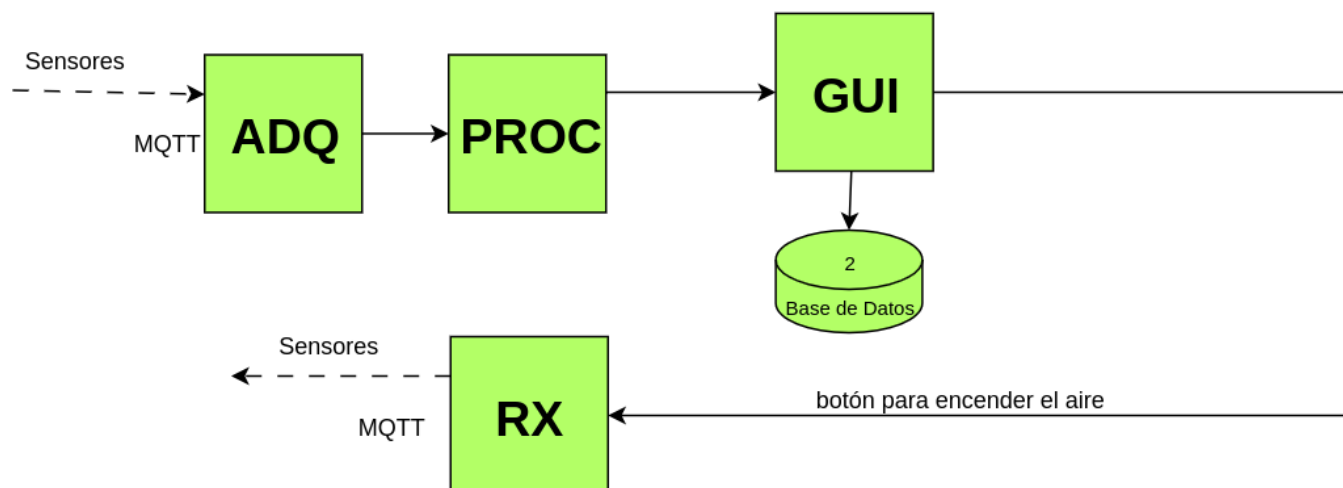 Sensores
MQTT
ADQ
PROC
GUI
2
Base de Datos
Sensores
MQTT
RX
botón para encender el aire